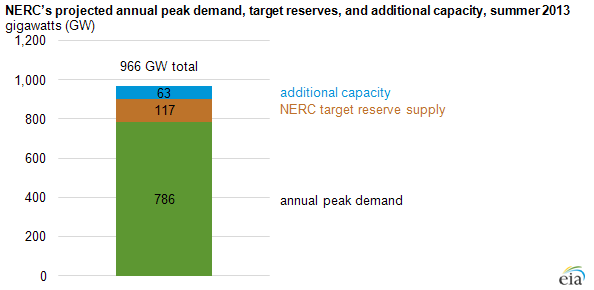 NERC's projected annual peak demand, target reserves, and additional capacity, summer 2013
gigawatts (GW)
1,200
966 GW total
1,000
63
additional capacity
117
NERC target reserve supply
800
600
400
786
annual peak demand
200
0
eia